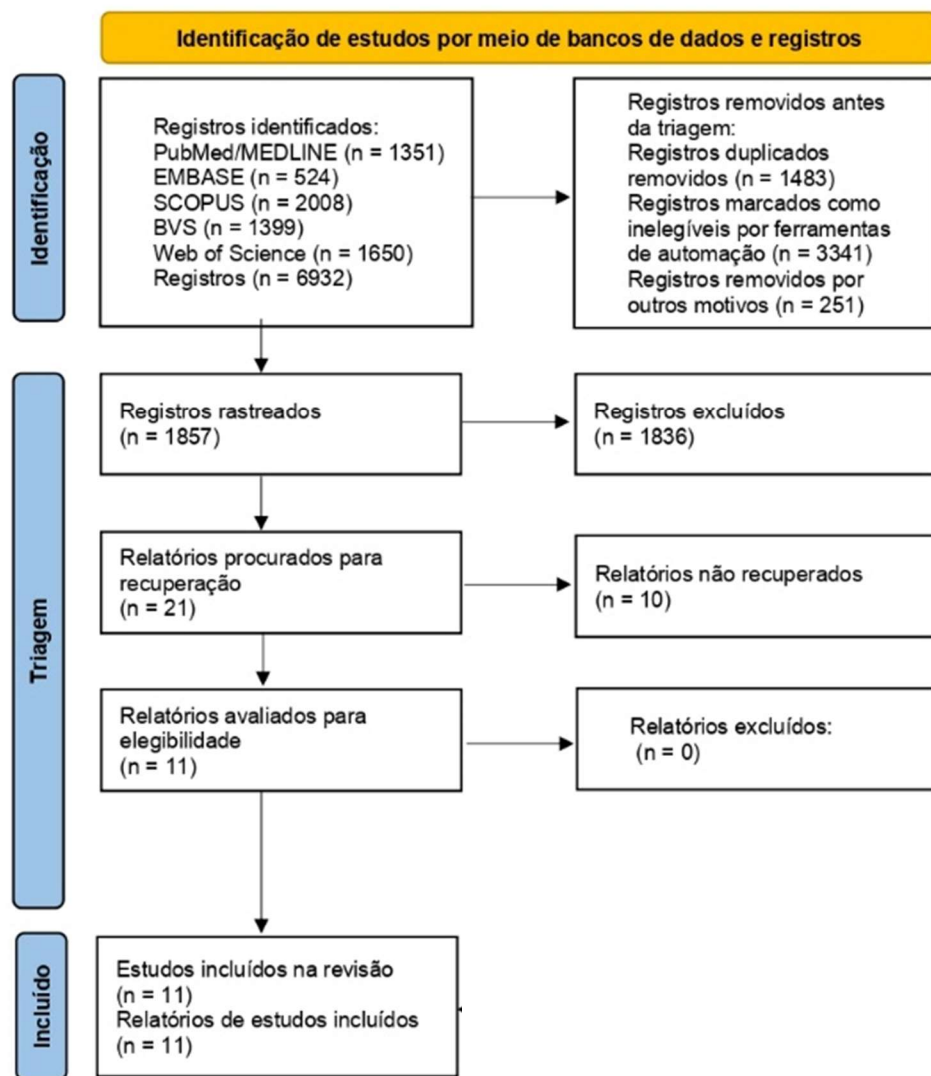 Identificação de estudos por meio de bancos de dados e registros
Identificação
Registros identificados:
PubMed/MEDLINE (n = 1351)
EMBASE (n = 524)
SCOPUS (n = 2008)
BVS (n = 1399)
Web of Science (n = 1650)
Registros (n = 6932)
Registros removidos antes
da triagem:
Registros duplicados
removidos (n = 1483)
Registros marcados como
inelegíveis por ferramentas
de automação (n = 3341)
Registros removidos por
outros motivos (n = 251)
Triagem
Registros rastreados
(n = 1857)
Registros excluídos
(n = 1836)
Relatórios procurados para
recuperação
(n = 21)
Relatórios não recuperados
(n = 10)
Relatórios avaliados para
elegibilidade
(n = 11)
Relatórios excluídos:
(n = 0)
Incluído
Estudos incluídos na revisão
(n = 11)
Relatórios de estudos incluídos
(n = 11)